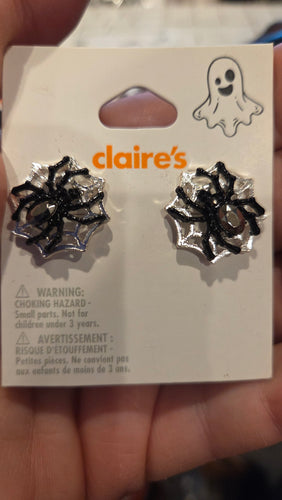 claire's
WARNING:
CHOKING HAZARD -
Small parts. Not for
children under 3 years.
AVERTISSEMENT :
RISQUE D'ETOUFFEMENT -
Petites pièces. Ne convient pas
aux enfants de moins de 3 ans.